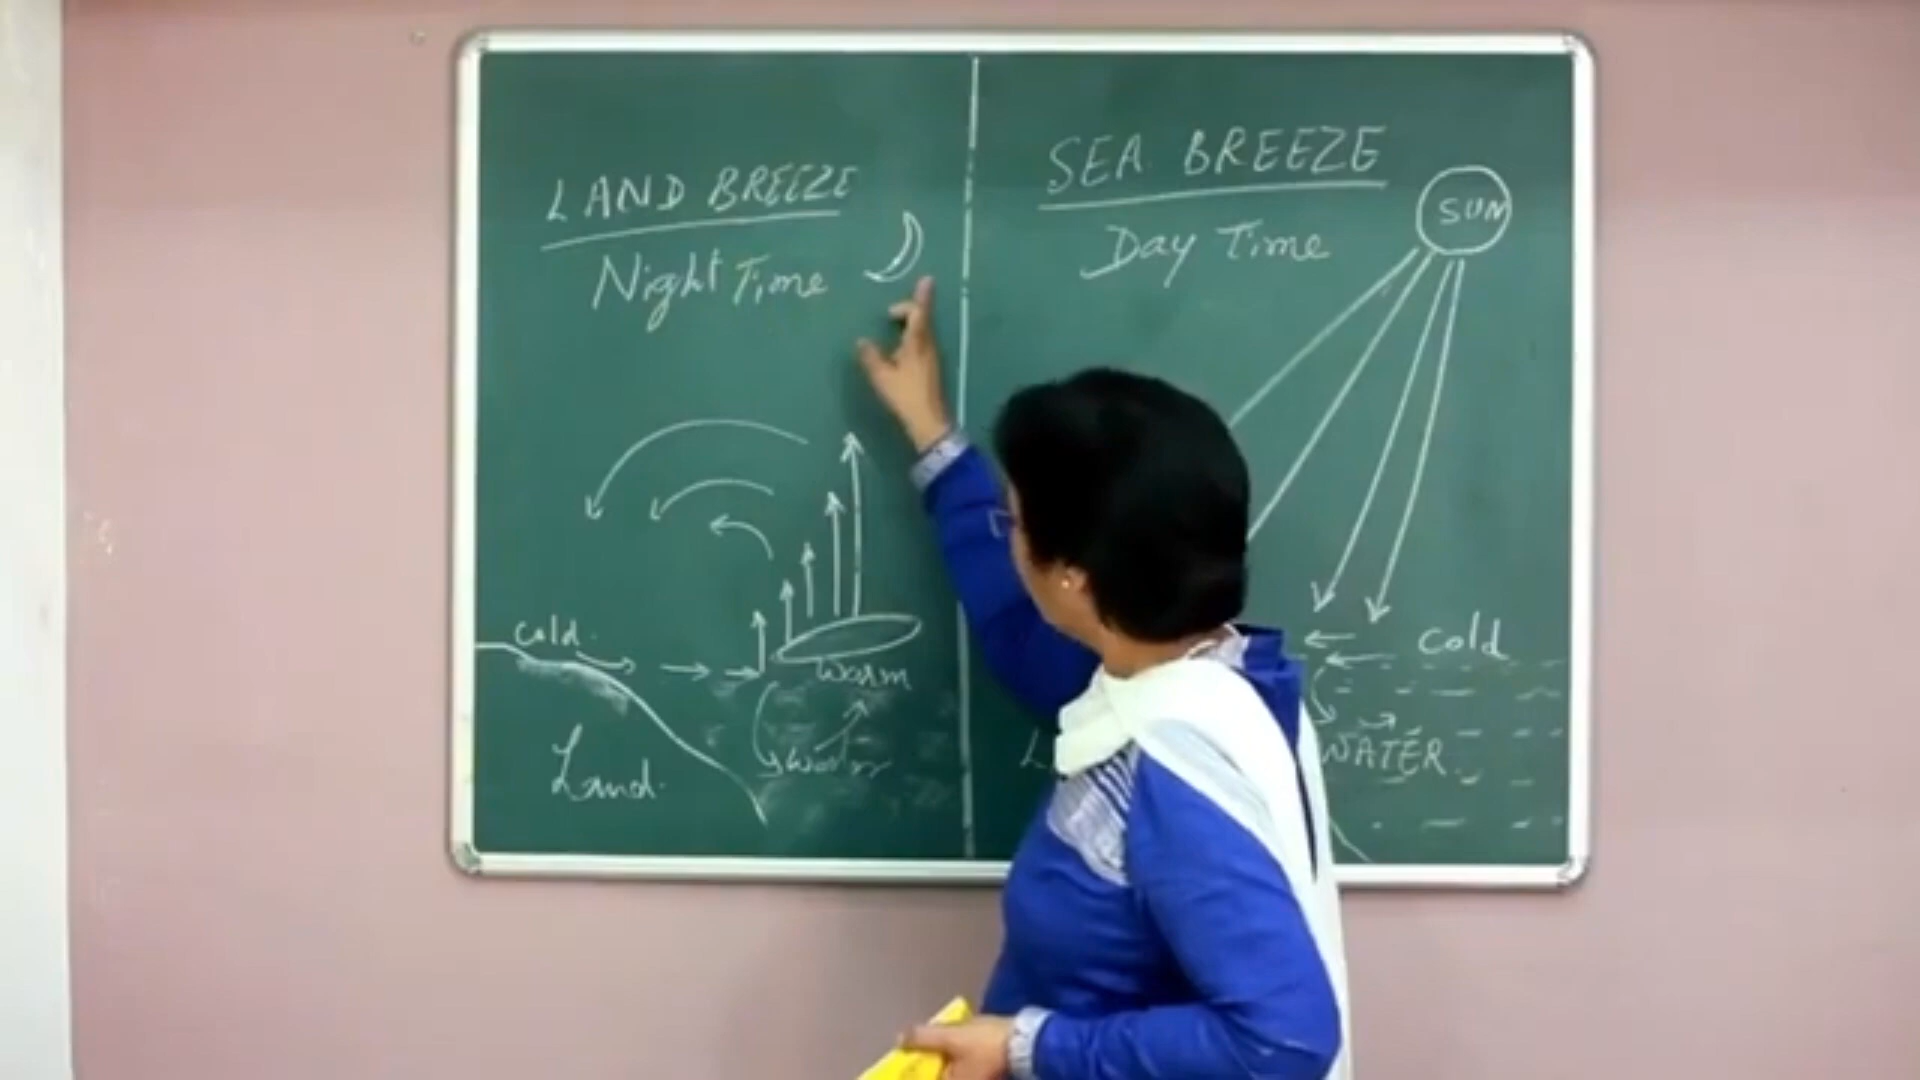 LAND BREEZE
Night Time
cold.
warm
water
Land.
SEA BREEZE
SUN
Day Time
cold
WATER